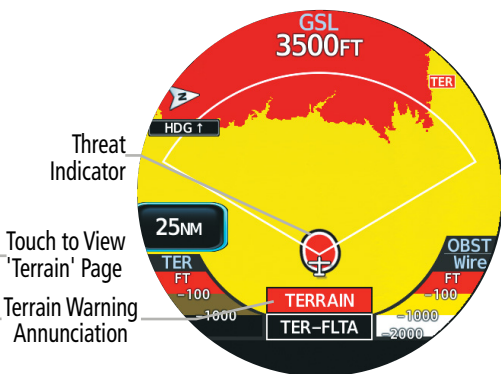 GSL
3500FT
TER
N
HDG ↑
Threat
Indicator
25NM
Touch to View
'Terrain' Page
TER
FT
-100
-1000
OBST
Wire
FT
-100
-1000
-2000
Terrain Warning
Annunciation
TERRAIN
TER-FLTA